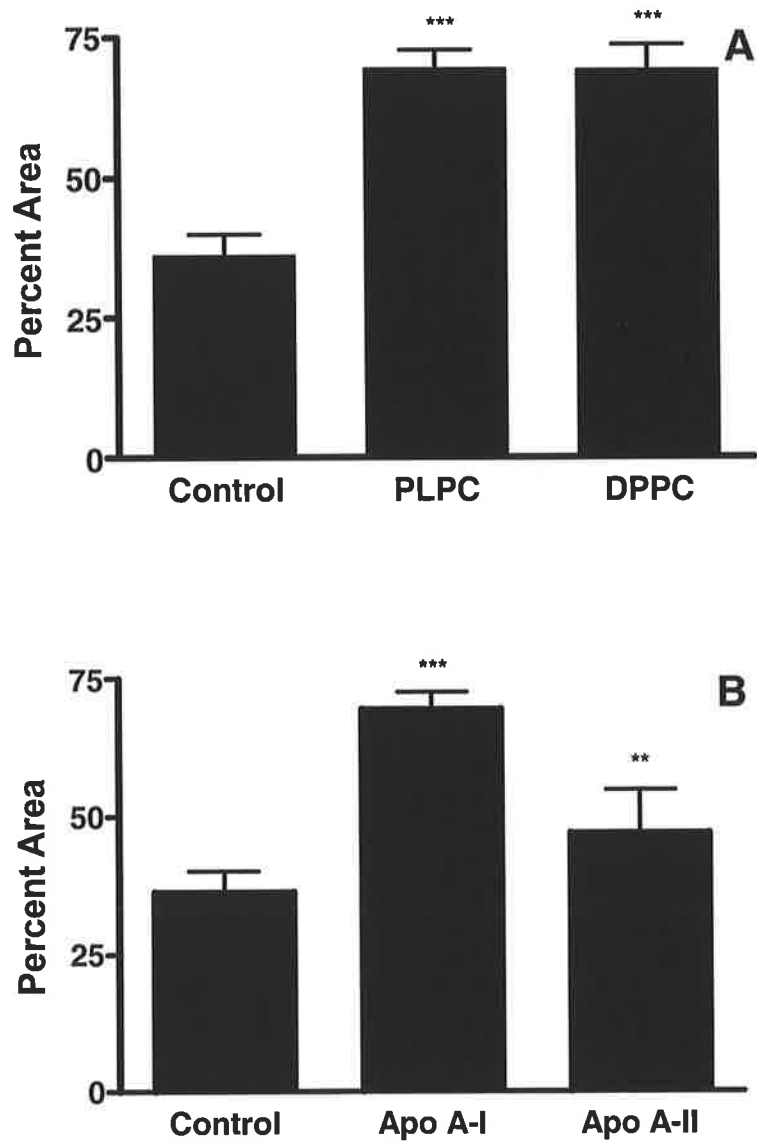 ***
***
75
A
50
Percent Area
25
0
Control PLPC DPPC
75
***
B
**
50
Percent Area
25
0
Control Apo A-I Apo A-II